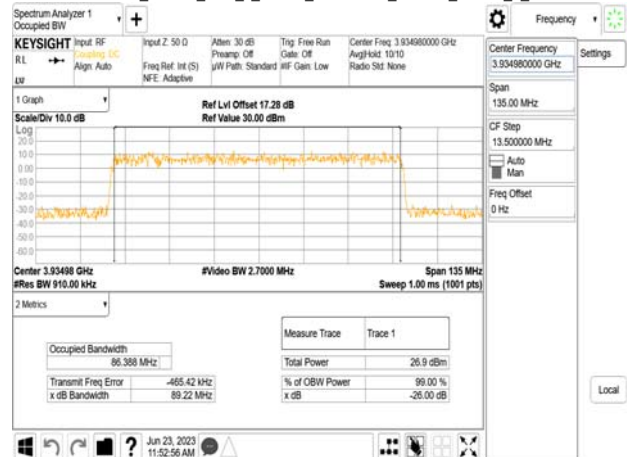 Spectrum Analyzer 1
Occupied BW
Frequency
KEYSIGHT
Input: RF
Coupling: DC
Align: Auto
Input Z: 50 Ω
Freq Ref: Int (S)
NFE: Adaptive
Atten: 30 dB
Preamp: Off
µW Path: Standard
Trig: Free Run
Gate: Off
#IF Gain: Low
Center Freq: 3.934980000 GHz
Avg|Hold: 10/10
Radio Std: None
RL
Center Frequency
3.934980000 GHz
Settings
Span
135.00 MHz
CF Step
13.500000 MHz
Auto
Man
Freq Offset
0 Hz
Local
1 Graph
Ref Lvl Offset 17.28 dB
Scale/Div 10.0 dB
Ref Value 30.00 dBm
Log
20.0
10.0
0.00
-10.0
-20.0
-30.0
-40.0
-50.0
-60.0
Center 3.93498 GHz
#Video BW 2.7000 MHz
Span 135 MHz
#Res BW 910.00 kHz
Sweep 1.00 ms (1001 pts)
2 Metrics
Measure Trace Trace 1
Occupied Bandwidth
86.388 MHz
Total Power 26.9 dBm
Transmit Freq Error -465.42 kHz
% of OBW Power 99.00 %
x dB Bandwidth 89.22 MHz
x dB -26.00 dB
Jun 23, 2023
11:52:56 AM